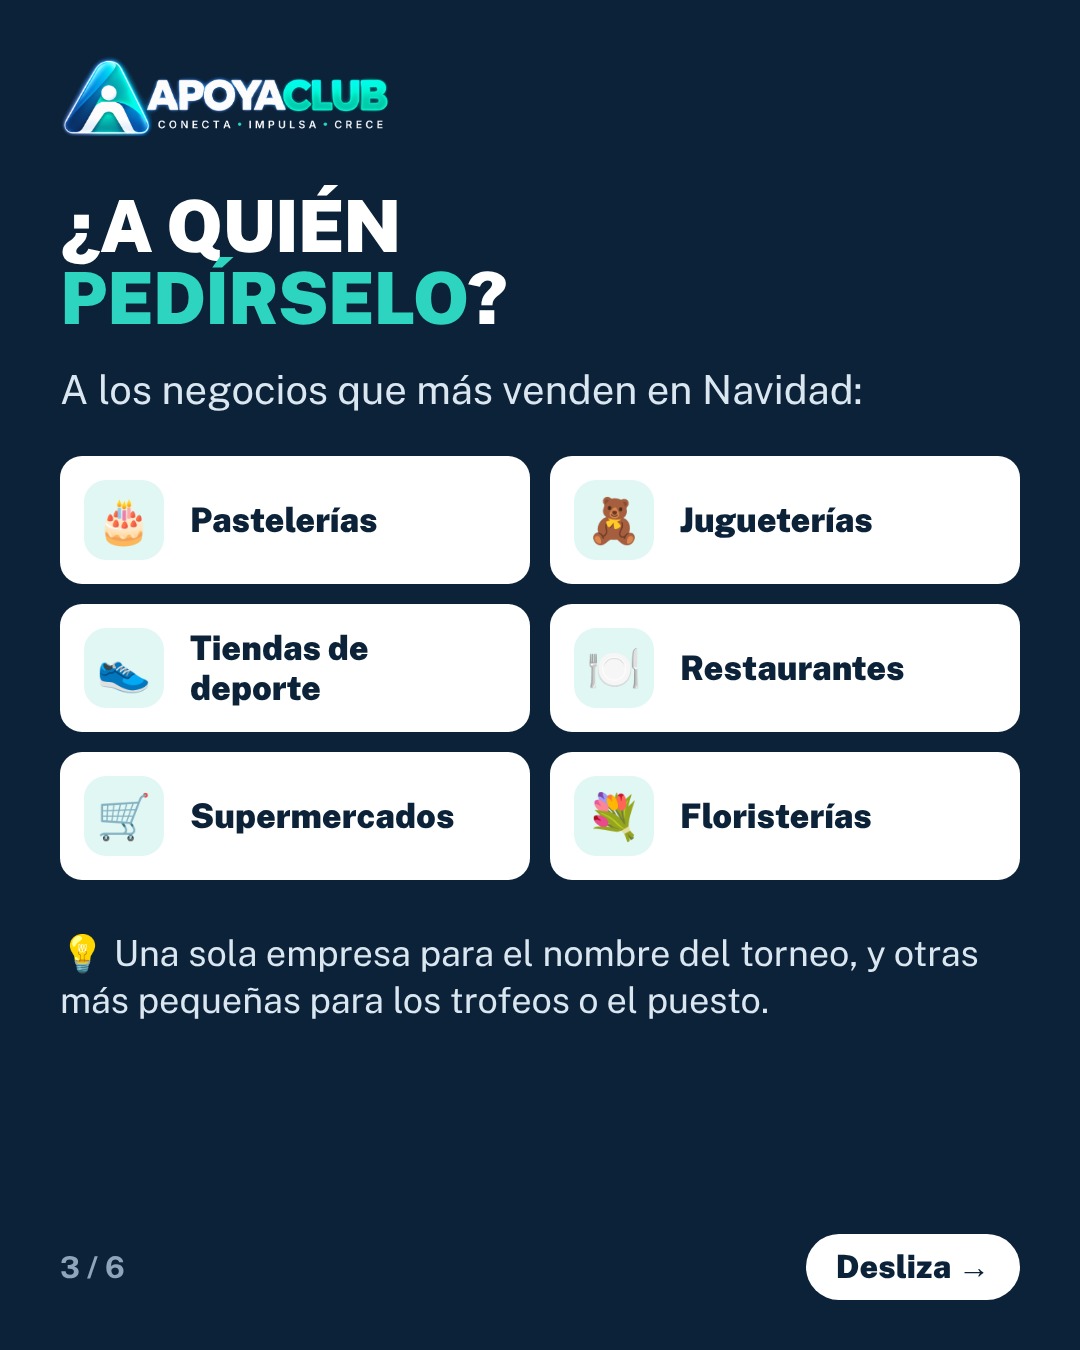 APOYACLUB
CONECTA • IMPULSA • CRECE
¿A QUIÉN
PEDÍRSELO?
A los negocios que más venden en Navidad:
Pastelerías
Jugueterías
Tiendas de
deporte
Restaurantes
Supermercados
Floristerías
💡 Una sola empresa para el nombre del torneo, y otras
más pequeñas para los trofeos o el puesto.
3 / 6
Desliza →